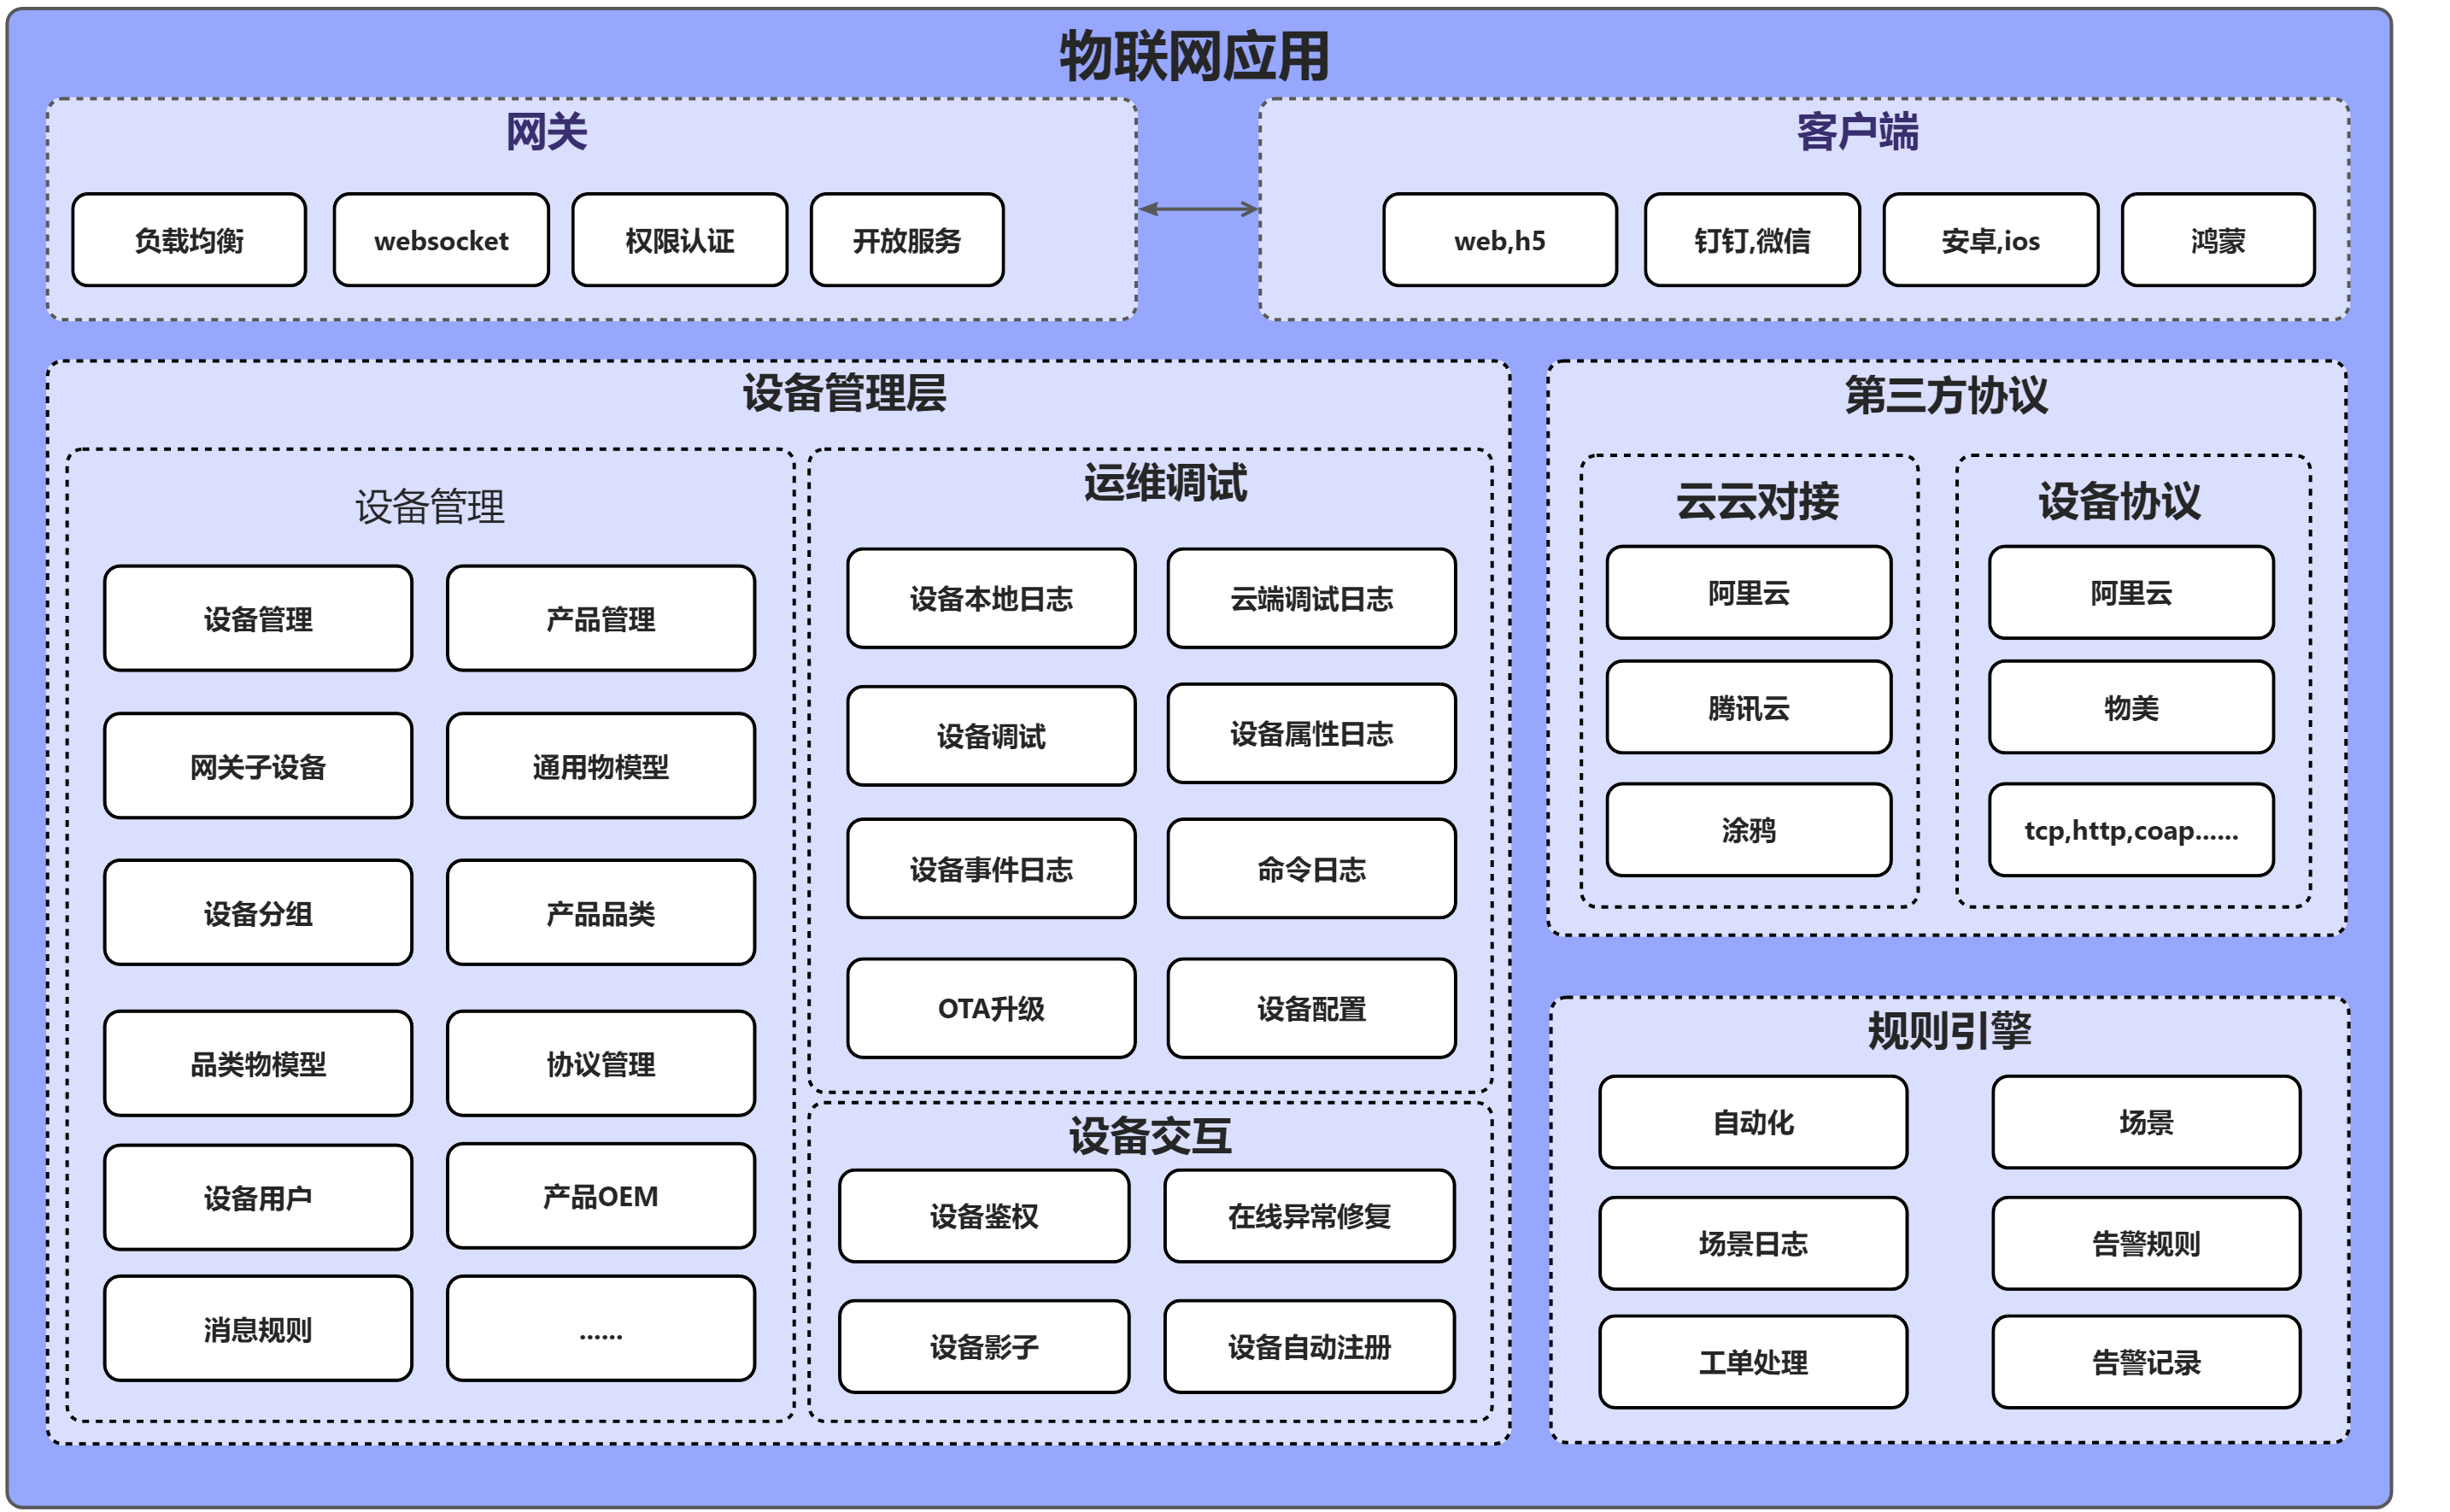 物联网应用
网关
负载均衡
websocket
权限认证
开放服务
客户端
web,h5
钉钉,微信
安卓,ios
鸿蒙
设备管理层
设备管理
设备管理
产品管理
网关子设备
通用物模型
设备分组
产品品类
品类物模型
协议管理
设备用户
产品OEM
消息规则
......
运维调试
设备本地日志
云端调试日志
设备调试
设备属性日志
设备事件日志
命令日志
OTA升级
设备配置
设备交互
设备鉴权
在线异常修复
设备影子
设备自动注册
第三方协议
云云对接
阿里云
腾讯云
涂鸦
设备协议
阿里云
物美
tcp,http,coap......
规则引擎
自动化
场景
场景日志
告警规则
工单处理
告警记录